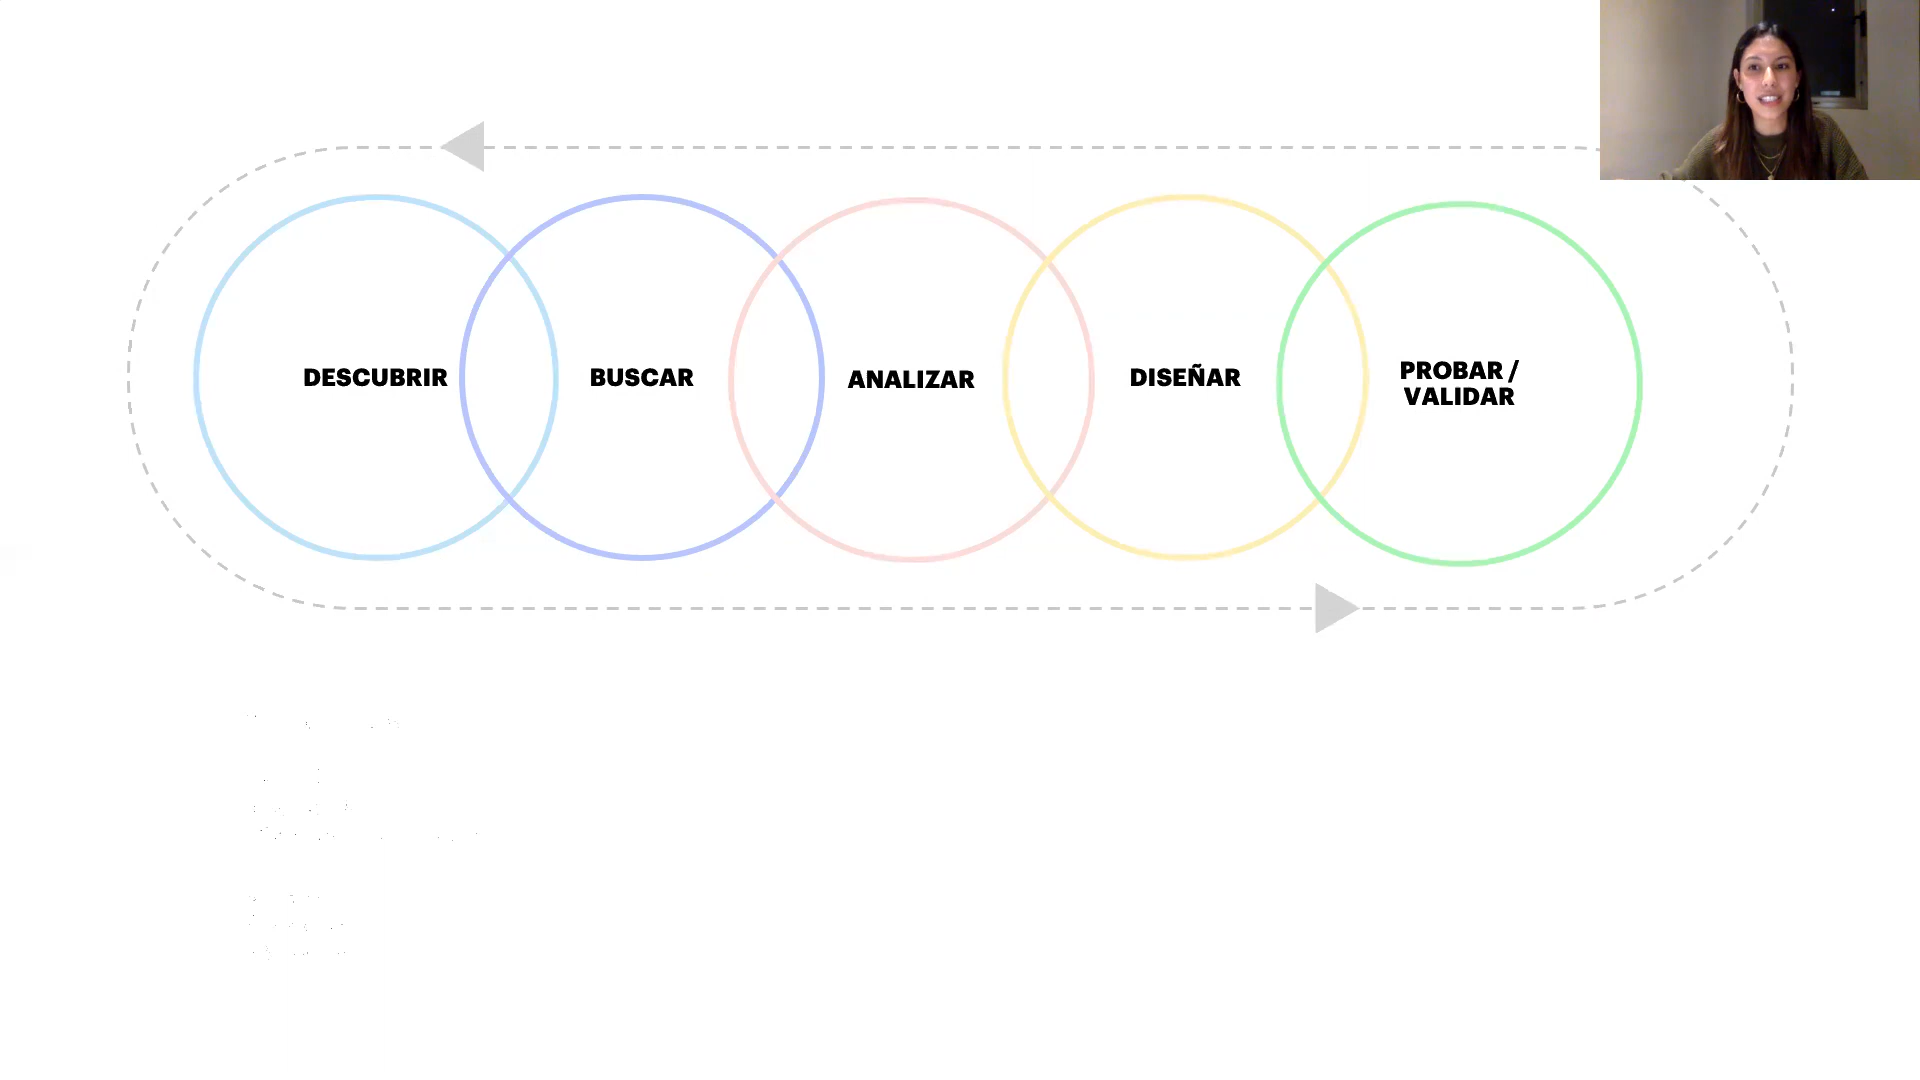 DESCUBRIR
BUSCAR
ANALIZAR
DISEÑAR
PROBAR /
VALIDAR